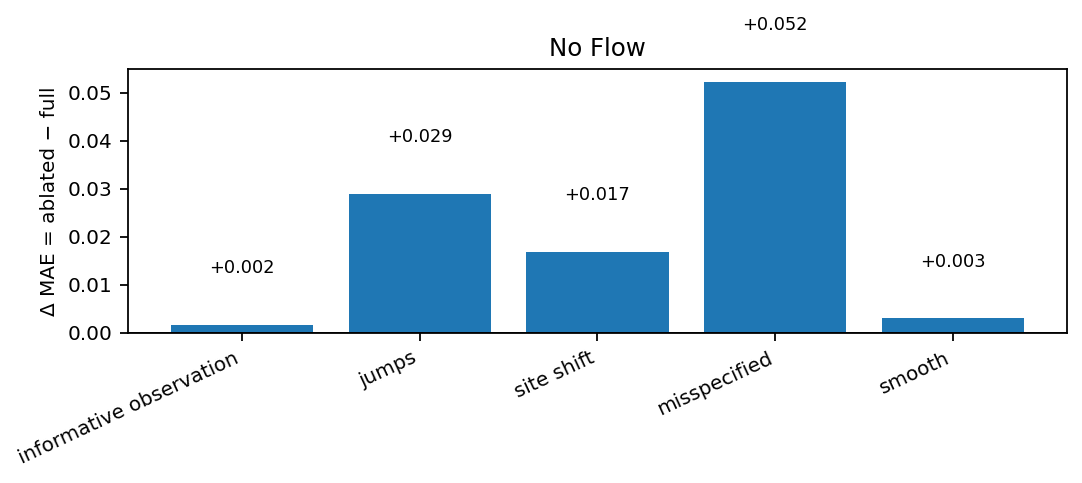 +0.052
No Flow
Δ MAE = ablated − full
0.05
0.04
0.03
0.02
0.01
0.00
+0.002
+0.029
+0.017
+0.003
informative observation
jumps
site shift
misspecified
smooth